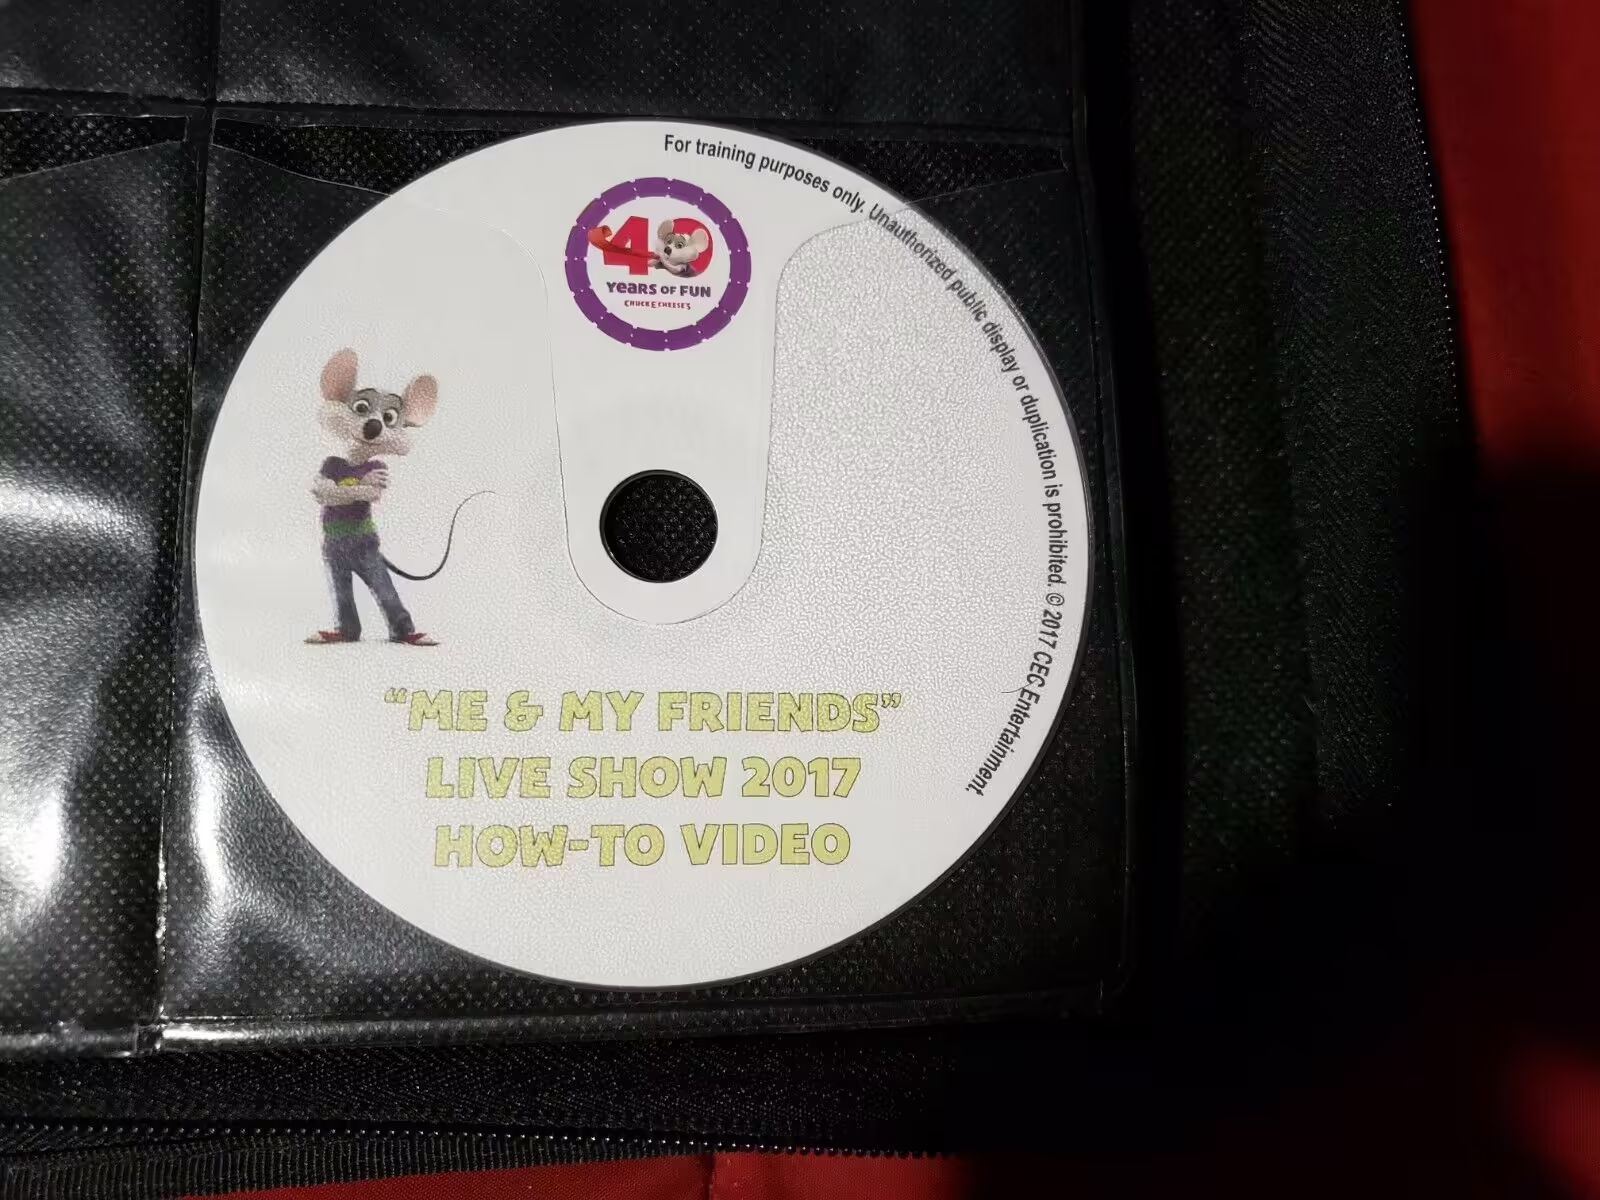 For training purposes only. Unauthorized public display or duplication is prohibited. © 2017 CEC Entertainment.
40
YEARS OF FUN
CHUCK E. CHEESE'S
“ME & MY FRIENDS”
LIVE SHOW 2017
HOW-TO VIDEO